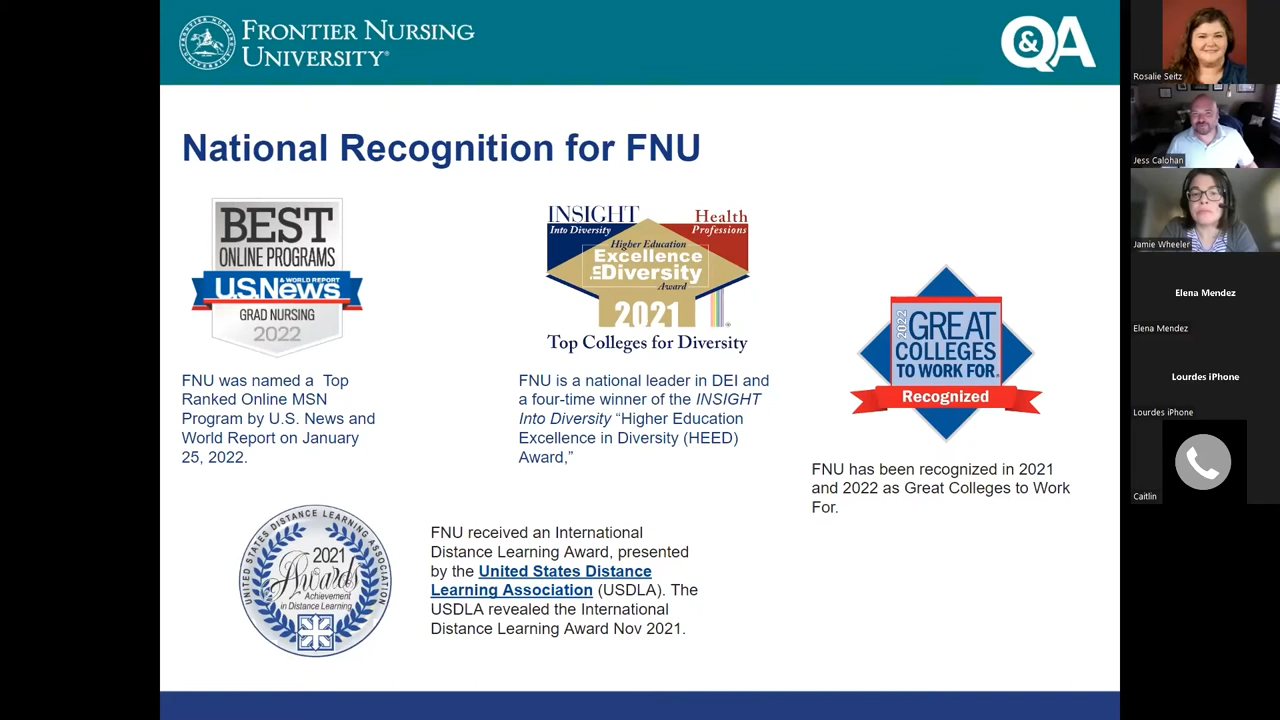 FRONTIER NURSING
UNIVERSITY®
Q&A
National Recognition for FNU
BEST
ONLINE PROGRAMS
U.S.News
& WORLD REPORT
GRAD NURSING
2022
FNU was named a Top
Ranked Online MSN
Program by U.S. News and
World Report on January
25, 2022.
INSIGHT
Into Diversity
Health
Professions
Higher Education
Excellence
in Diversity
Award
2021
Top Colleges for Diversity
FNU is a national leader in DEI and
a four-time winner of the INSIGHT
Into Diversity “Higher Education
Excellence in Diversity (HEED)
Award,”
2022
GREAT
COLLEGES
TO WORK FOR®
Recognized
FNU has been recognized in 2021
and 2022 as Great Colleges to Work
For.
UNITED STATES DISTANCE LEARNING ASSOCIATION
2021
Awards
Achievement
in Distance Learning
FNU received an International
Distance Learning Award, presented
by the United States Distance
Learning Association (USDLA). The
USDLA revealed the International
Distance Learning Award Nov 2021.
Rosalie Seitz
Jess Calohan
Jamie Wheeler
Elena Mendez
Elena Mendez
Lourdes iPhone
Lourdes iPhone
Caitlin